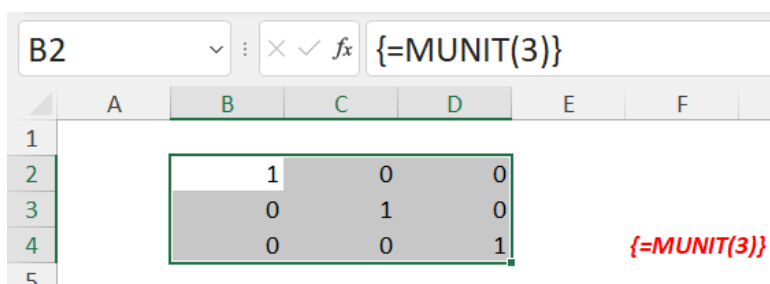 B2 fx {=MUNIT(3)}
A B C D E F
1
2 1 0 0
3 0 1 0
4 0 0 1 {=MUNIT(3)}
5